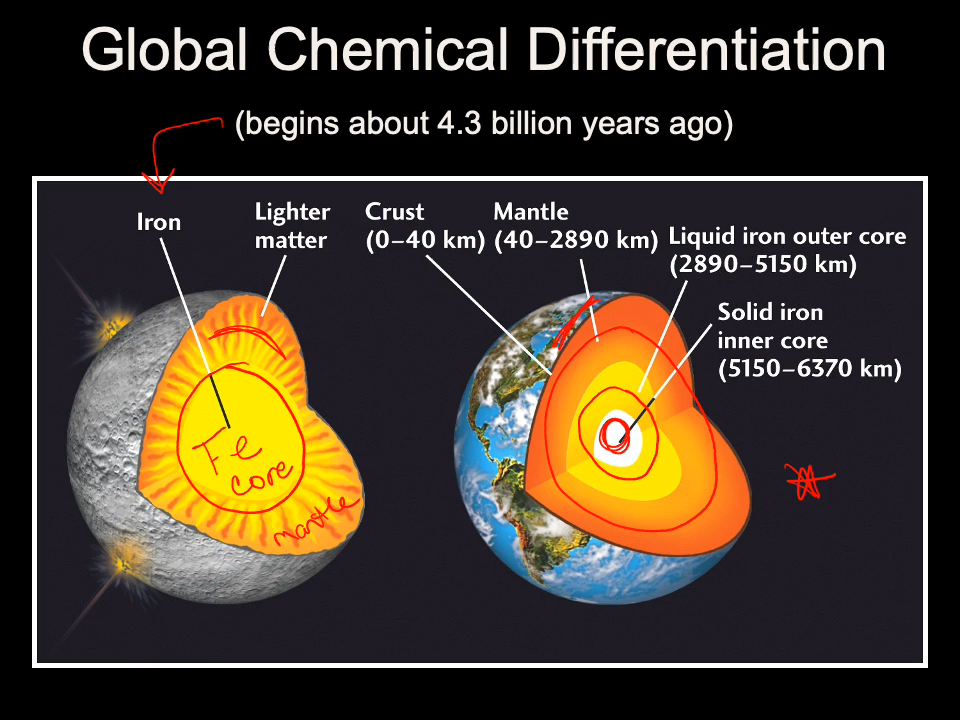 Global Chemical Differentiation
(begins about 4.3 billion years ago)
Iron
Lighter
matter
Crust
(0–40 km)
Mantle
(40–2890 km)
Liquid iron outer core
(2890–5150 km)
Solid iron
inner core
(5150–6370 km)
Fe
core
mantle